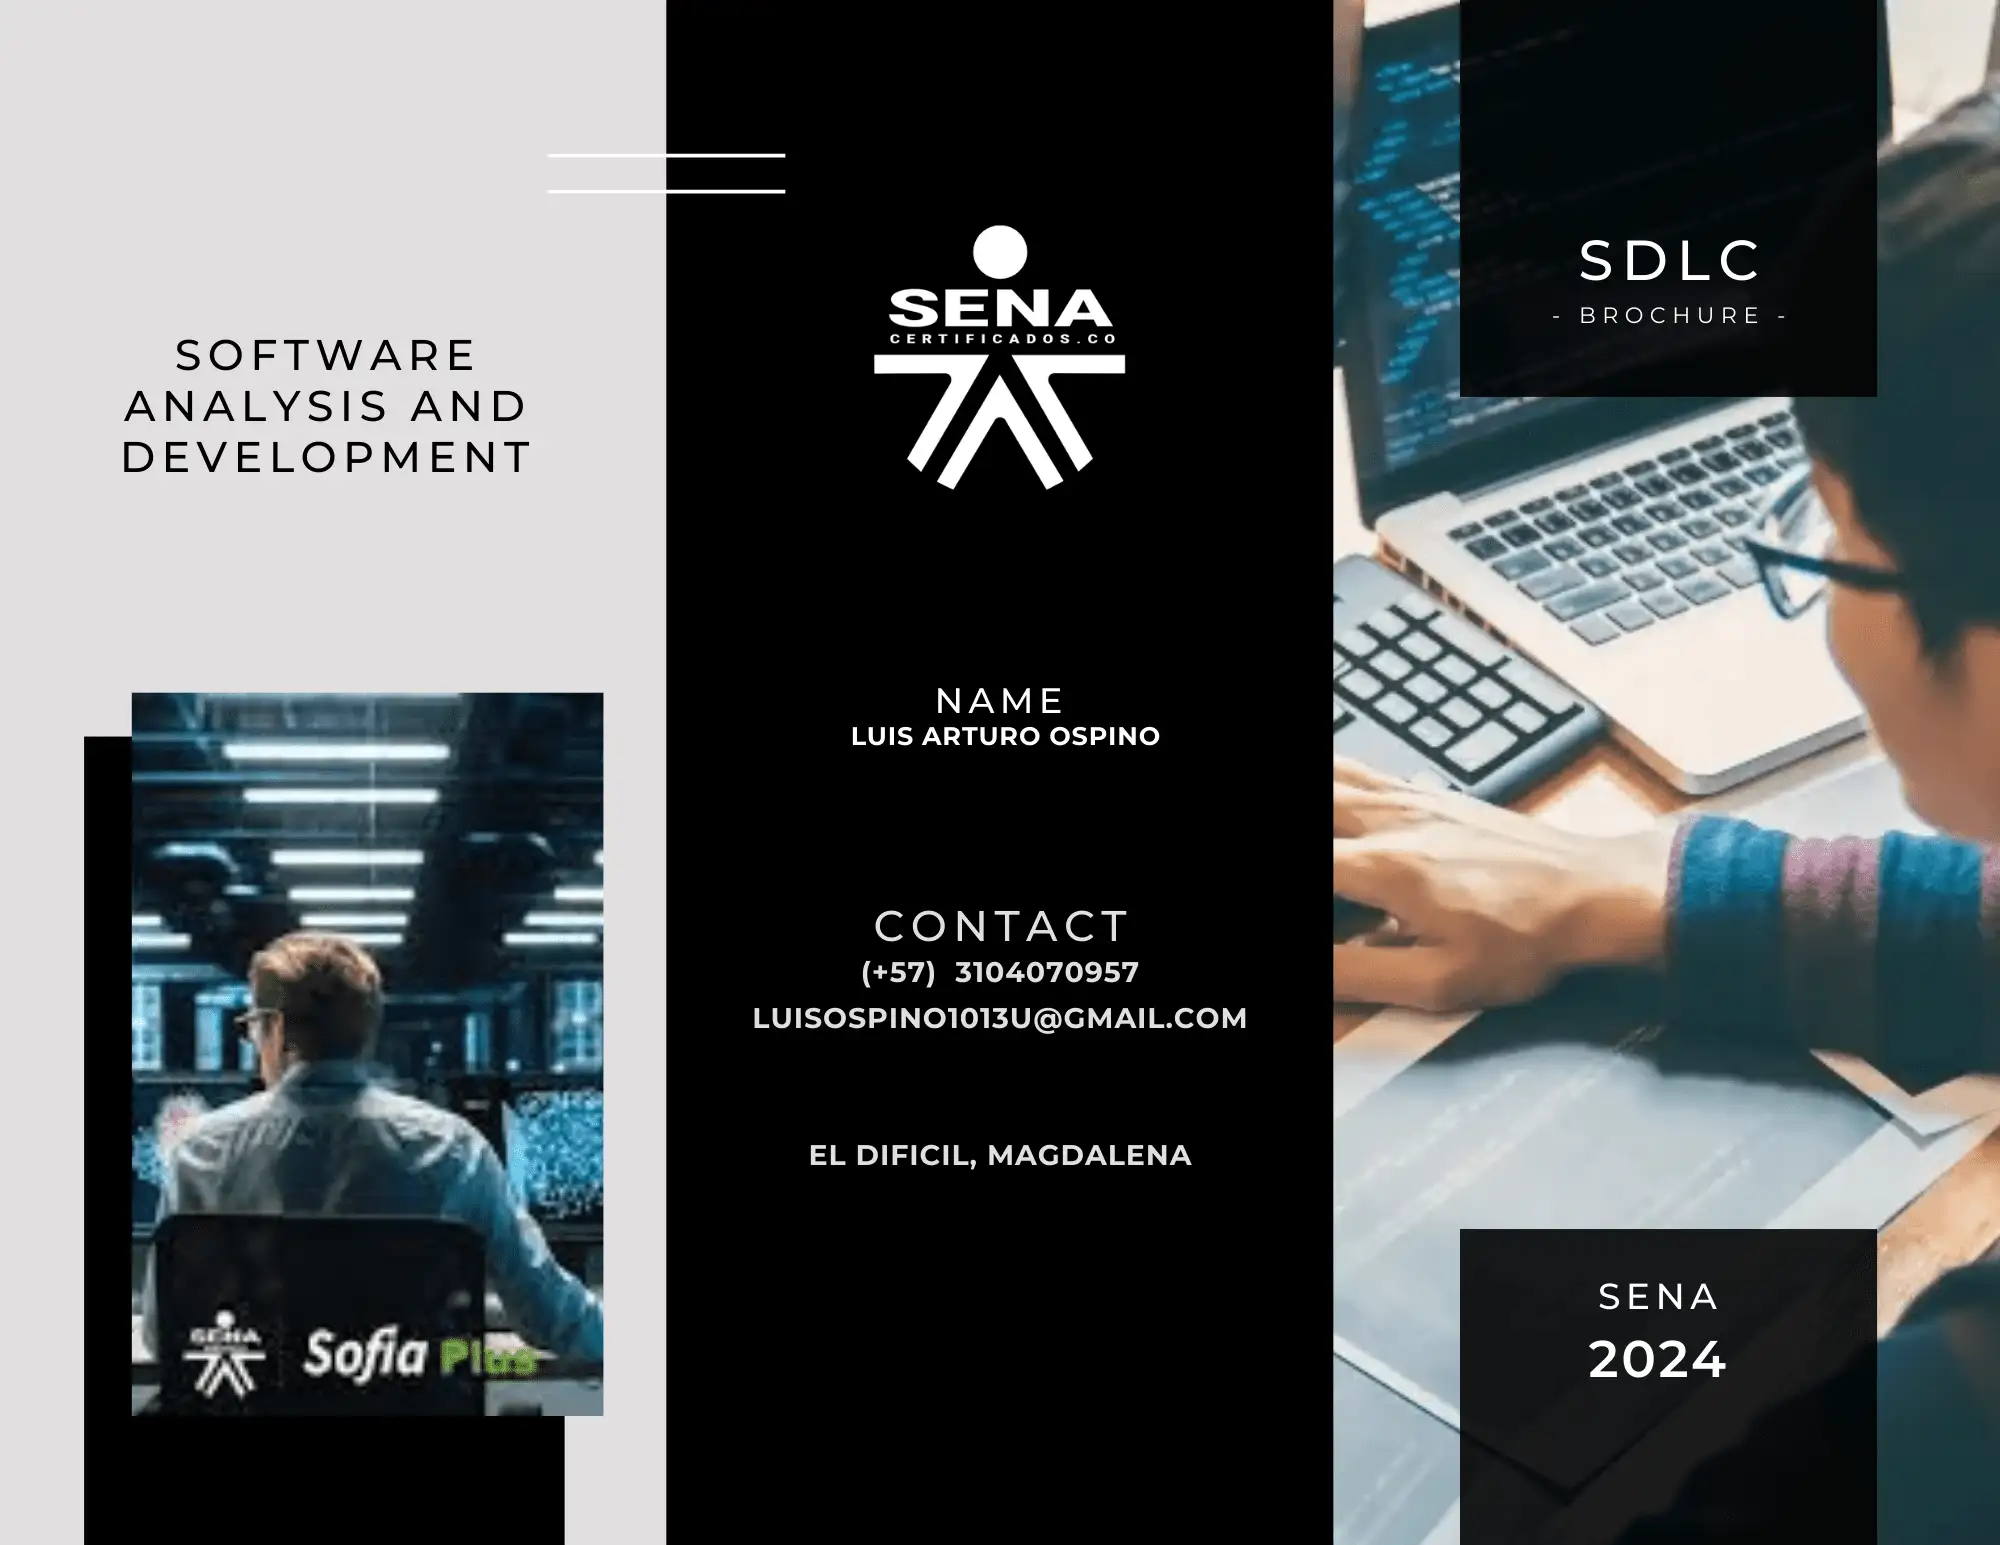 SOFTWARE
ANALYSIS AND
DEVELOPMENT
SENA
Sofia Plus
SENA
CERTIFICADOS.CO
NAME
LUIS ARTURO OSPINO
CONTACT
(+57) 3104070957
LUISOSPINO1013U@GMAIL.COM
EL DIFICIL, MAGDALENA
SDLC
- BROCHURE -
SENA
2024